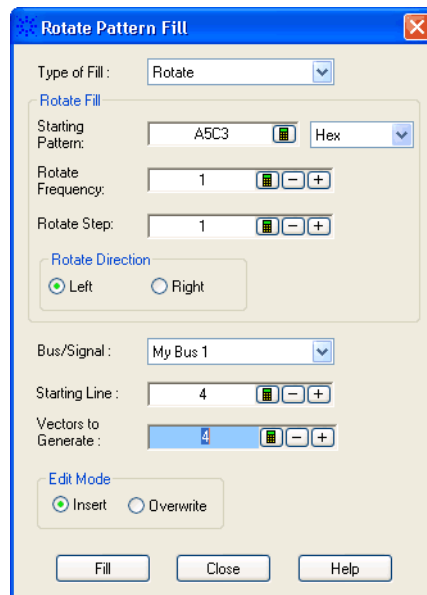 Rotate Pattern Fill
Type of Fill : Rotate
Rotate Fill
Starting Pattern: A5C3 Hex
Rotate Frequency: 1
Rotate Step: 1
Rotate Direction
Left Right
Bus/Signal : My Bus 1
Starting Line : 4
Vectors to Generate : 4
Edit Mode
Insert Overwrite
Fill Close Help